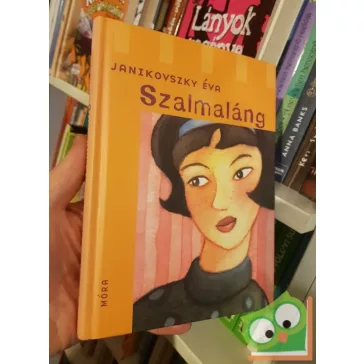 Lányok
JANIKOVSZKY ÉVA
Szalmaláng
MÓRA
ANNA BANKS